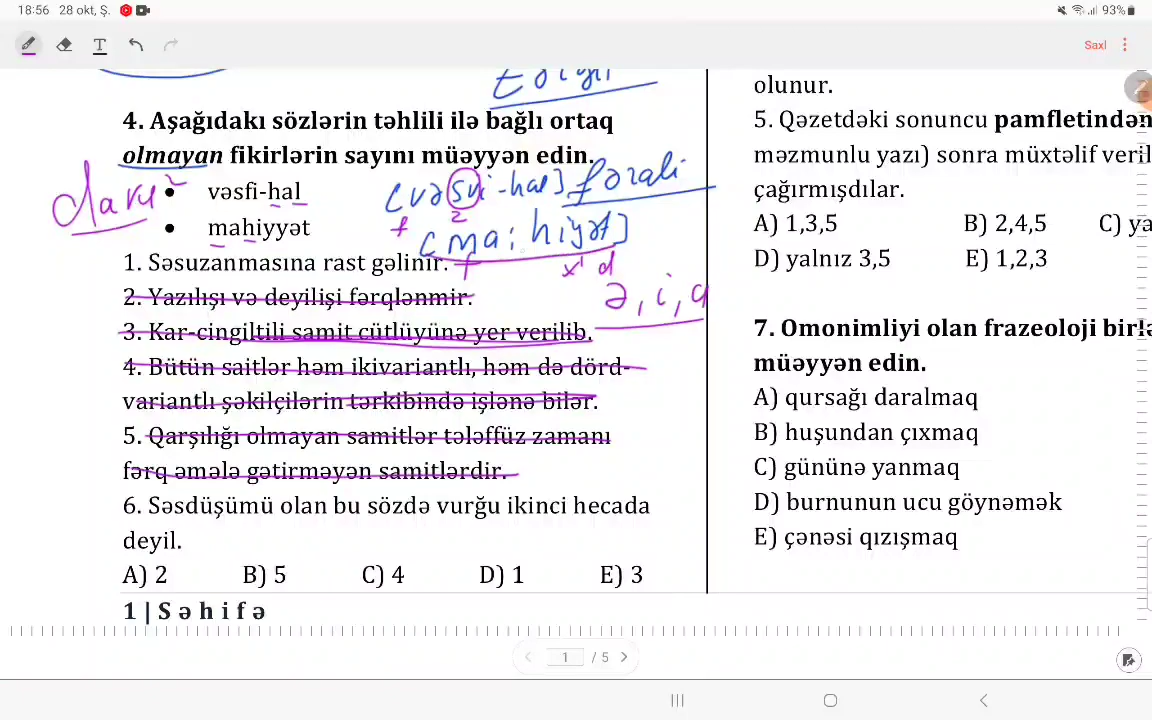 18:56 28 okt, Ş. 93%
Saxl
4. Aşağıdakı sözlərin təhlili ilə bağlı ortaq
olmayan fikirlərin sayını müəyyən edin.
• vəsfi-hal
• mahiyyət
1. Səsuzanmasına rast gəlinir.
2. Yazılışı və deyilişi fərqlənmir.
3. Kar-cingiltili samit cütlüyünə yer verilib.
4. Bütün saitlər həm ikivariantlı, həm də dörd-
variantlı şəkilçilərin tərkibində işlənə bilər.
5. Qarşılığı olmayan samitlər tələffüz zamanı
fərq əmələ gətirməyən samitlərdir.
6. Səsdüşümü olan bu sözdə vurğu ikinci hecada
deyil.
A) 2 B) 5 C) 4 D) 1 E) 3
1 | S ə h i f ə
[ma: hiyət]
ə, i, a
olunur.
5. Qəzetdəki sonuncu pamfletindən
məzmunlu yazı) sonra müxtəlif veril
çağırmışdılar.
A) 1,3,5 B) 2,4,5 C) ya
D) yalnız 3,5 E) 1,2,3
7. Omonimliyi olan frazeoloji birlə
müəyyən edin.
A) qursağı daralmaq
B) huşundan çıxmaq
C) gününə yanmaq
D) burnunun ucu göynəmək
E) çənəsi qızışmaq
1 / 5